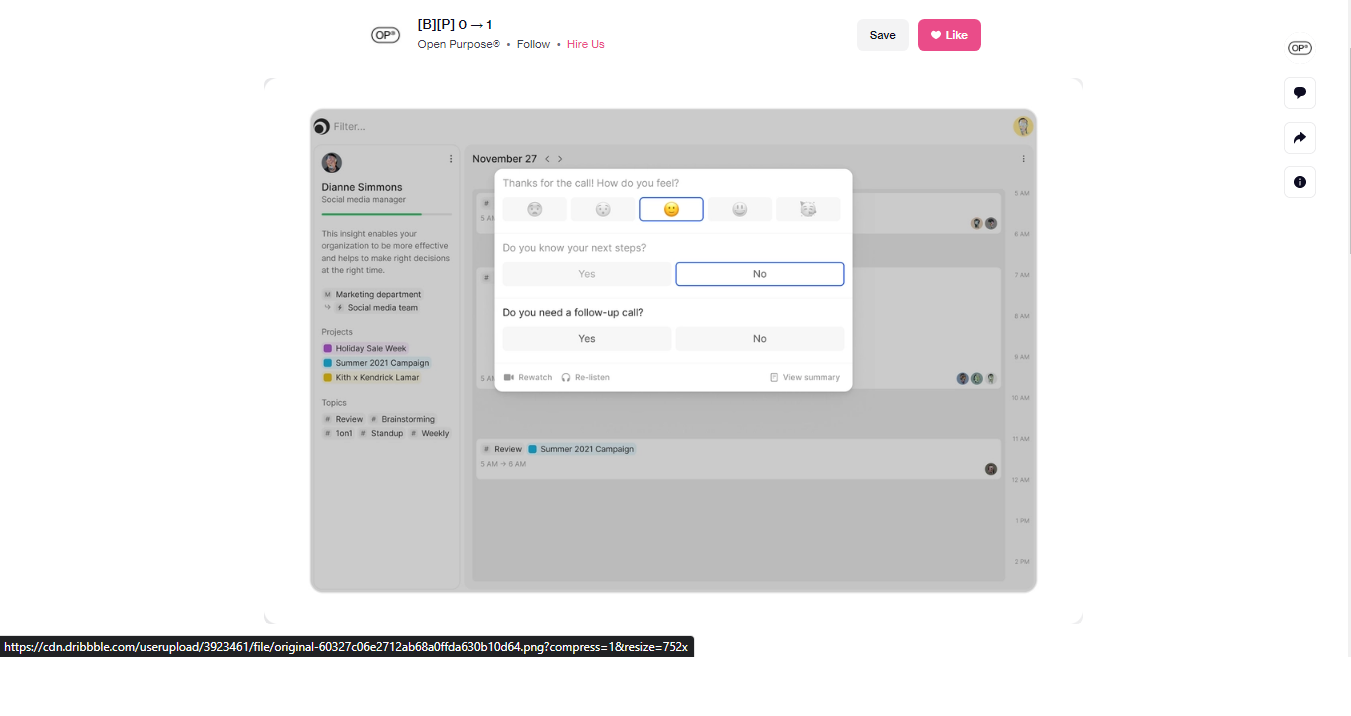 OP®
[B][P] 0 → 1
Open Purpose® • Follow • Hire Us
Save
Like
OP®
Filter...
Dianne Simmons
Social media manager
This insight enables your
organization to be more effective
and helps to make right decisions
at the right time.
M Marketing department
Social media team
Projects
Holiday Sale Week
Summer 2021 Campaign
Kith x Kendrick Lamar
Topics
# Review # Brainstorming
# 1on1 # Standup # Weekly
November 27
#
5 AM
#
5 AM
Thanks for the call! How do you feel?
Do you know your next steps?
Yes No
Do you need a follow-up call?
Yes No
Rewatch Re-listen View summary
# Review Summer 2021 Campaign
5 AM → 6 AM
5 AM
6 AM
7 AM
8 AM
9 AM
10 AM
11 AM
12 AM
1 PM
2 PM
https://cdn.dribbble.com/userupload/3923461/file/original-60327c06e2712ab68a0ffda630b10d64.png?compress=1&resize=752x